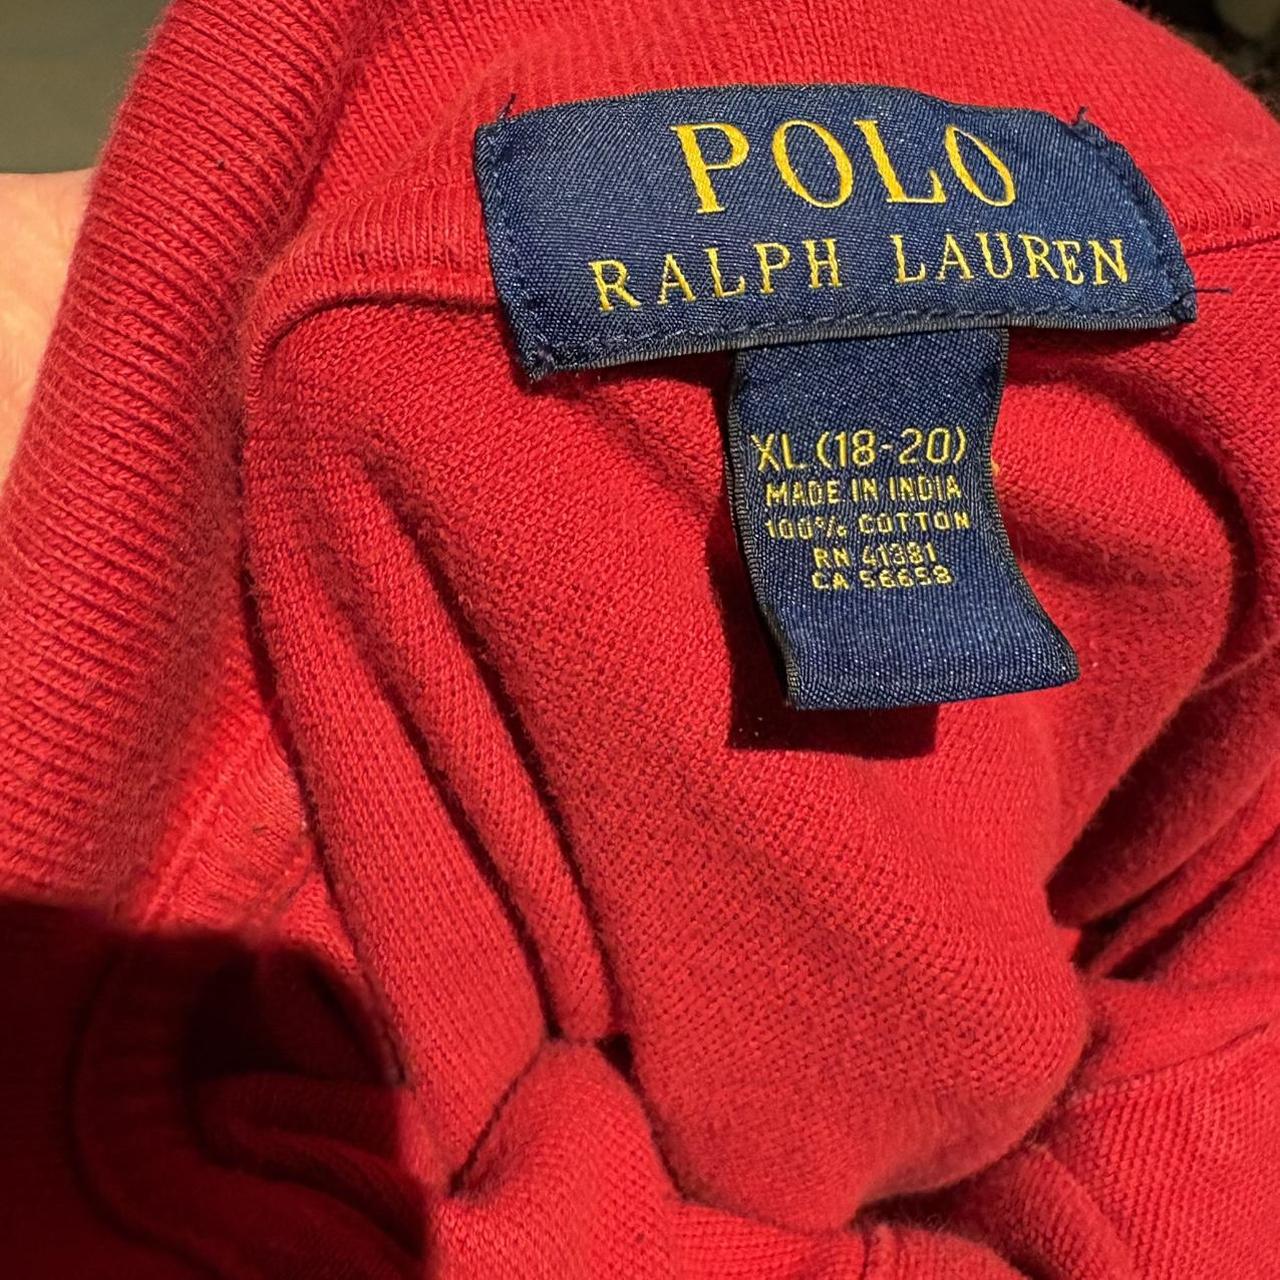 POLO
RALPH LAUREN
XL (18-20)
MADE IN INDIA
100% COTTON
RN 41381
CA 56658